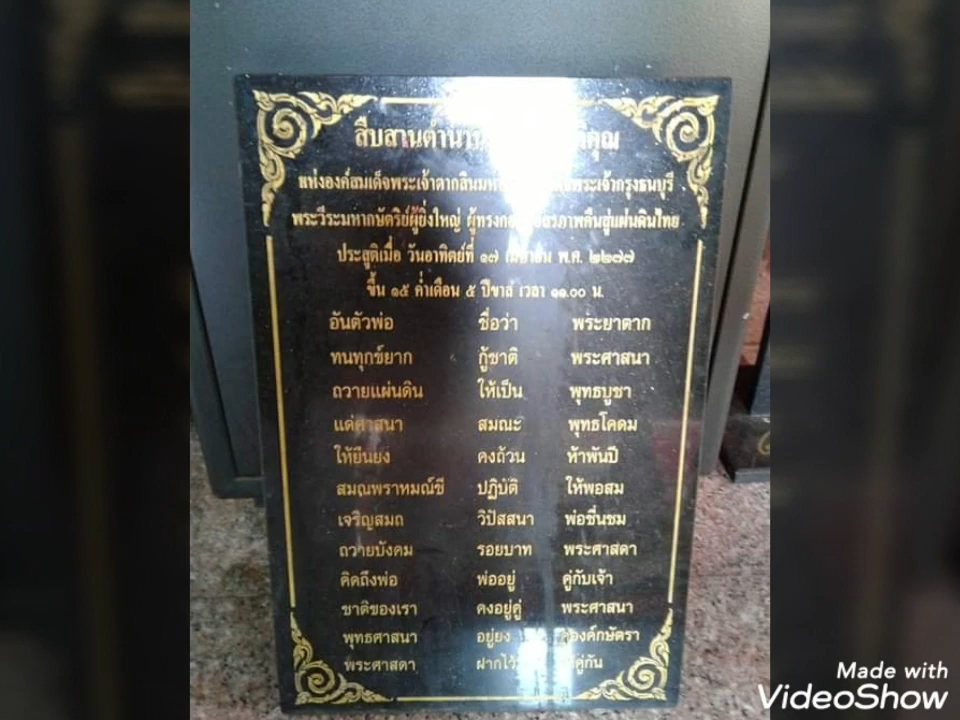 สืบสานตำนาน คุณ
แห่งองค์สมเด็จพระเจ้าตากสินมหา พระเจ้ากรุงธนบุรี
พระวีระมหากษัตริย์ผู้ยิ่งใหญ่ ผู้ทรงกอบ คืนสู่แผ่นดินไทย
ประสูติเมื่อ วันอาทิตย์ที่ ๑๗ เมษายน พ.ศ. ๒๒๗๗
ขึ้น ๑๕ ค่ำเดือน ๕ ปีขาล เวลา ๑๑.๐๐ น.
อันตัวพ่อ ชื่อว่า พระยาตาก
ทนทุกข์ยาก กู้ชาติ พระศาสนา
ถวายแผ่นดิน ให้เป็น พุทธบูชา
แด่ศาสนา สมณะ พุทธโคดม
ให้ยืนยง คงถ้วน ห้าพันปี
สมณพราหมณ์ชี ปฏิบัติ ให้พอสม
เจริญสมถ วิปัสสนา พ่อชื่นชม
ถวายบังคม รอยบาท พระศาสดา
คิดถึงพ่อ พ่ออยู่ คู่กับเจ้า
ชาติของเรา คงอยู่คู่ พระศาสนา
พุทธศาสนา อยู่ยง คู่องค์กษัตรา
พระศาสดา ฝากไว้ คู่กัน
Made with
VideoShow